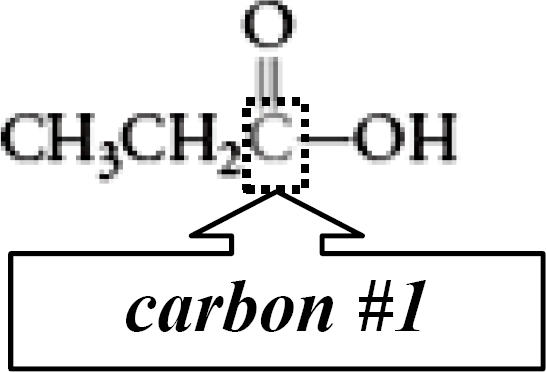 O
CH₃CH₂C—OH
carbon #1